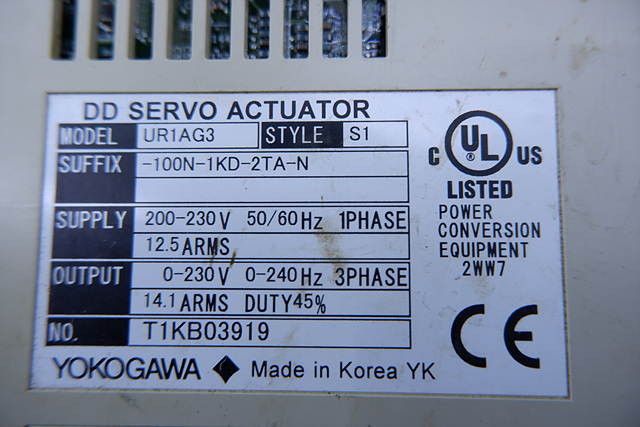 DD SERVO ACTUATOR
MODEL UR1AG3 STYLE S1
SUFFIX -100N-1KD-2TA-N
SUPPLY 200-230V 50/60Hz 1PHASE
12.5ARMS
OUTPUT 0-230V 0-240Hz 3PHASE
14.1ARMS DUTY45%
NO. T1KB03919
YOKOGAWA ◆ Made in Korea YK
C UL ® US
LISTED
POWER
CONVERSION
EQUIPMENT
2WW7
CE